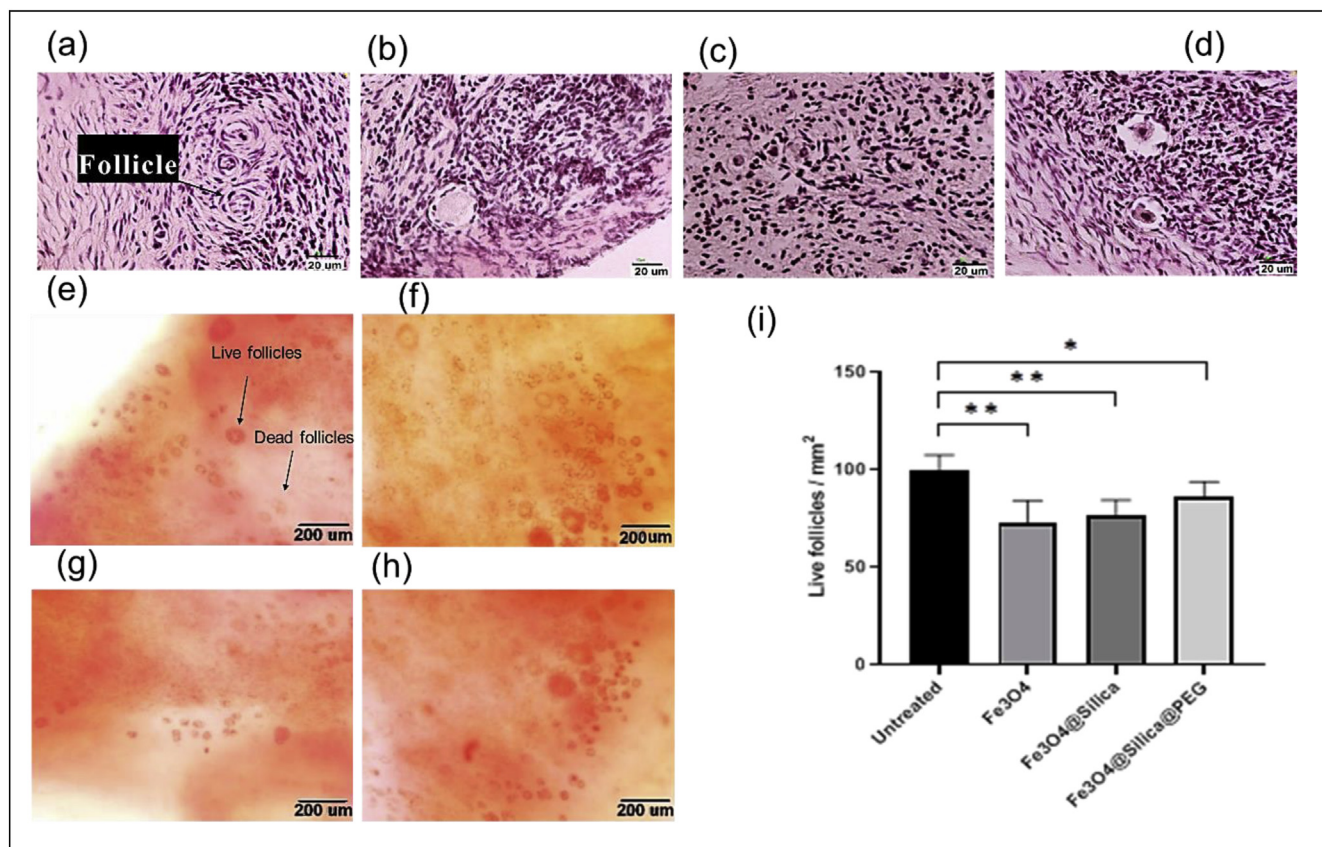 (a)
(b)
(c)
(d)
Follicle
20 um
20 um
20 um
20 um
(e)
(f)
(i)
Live follicles
Dead follicles
200 um
200um
(g)
(h)
200 um
200 um
*
**
**
150
100
50
0
Live follicles / mm²
Untreated
Fe3O4
Fe3O4@Silica
Fe3O4@Silica@PEG